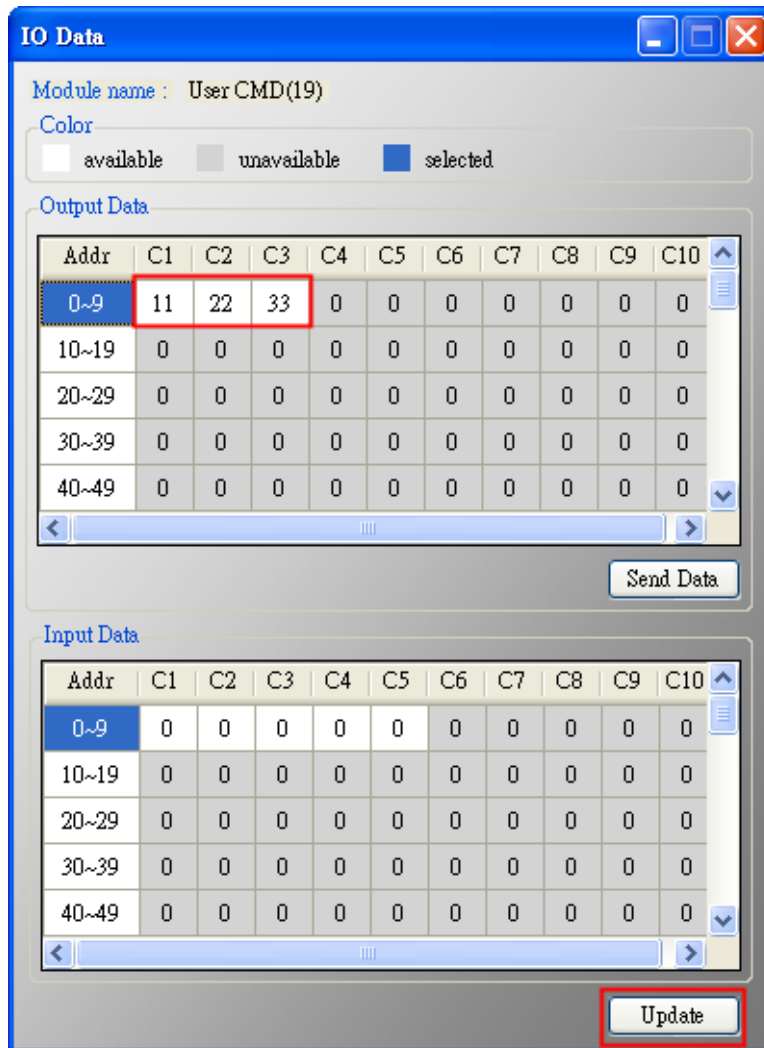 IO Data
Module name : User CMD(19)
Color
available unavailable selected
Output Data
Addr C1 C2 C3 C4 C5 C6 C7 C8 C9 C10
0~9 11 22 33 0 0 0 0 0 0 0
10~19 0 0 0 0 0 0 0 0 0 0
20~29 0 0 0 0 0 0 0 0 0 0
30~39 0 0 0 0 0 0 0 0 0 0
40~49 0 0 0 0 0 0 0 0 0 0
Send Data
Input Data
Addr C1 C2 C3 C4 C5 C6 C7 C8 C9 C10
0~9 0 0 0 0 0 0 0 0 0 0
10~19 0 0 0 0 0 0 0 0 0 0
20~29 0 0 0 0 0 0 0 0 0 0
30~39 0 0 0 0 0 0 0 0 0 0
40~49 0 0 0 0 0 0 0 0 0 0
Update